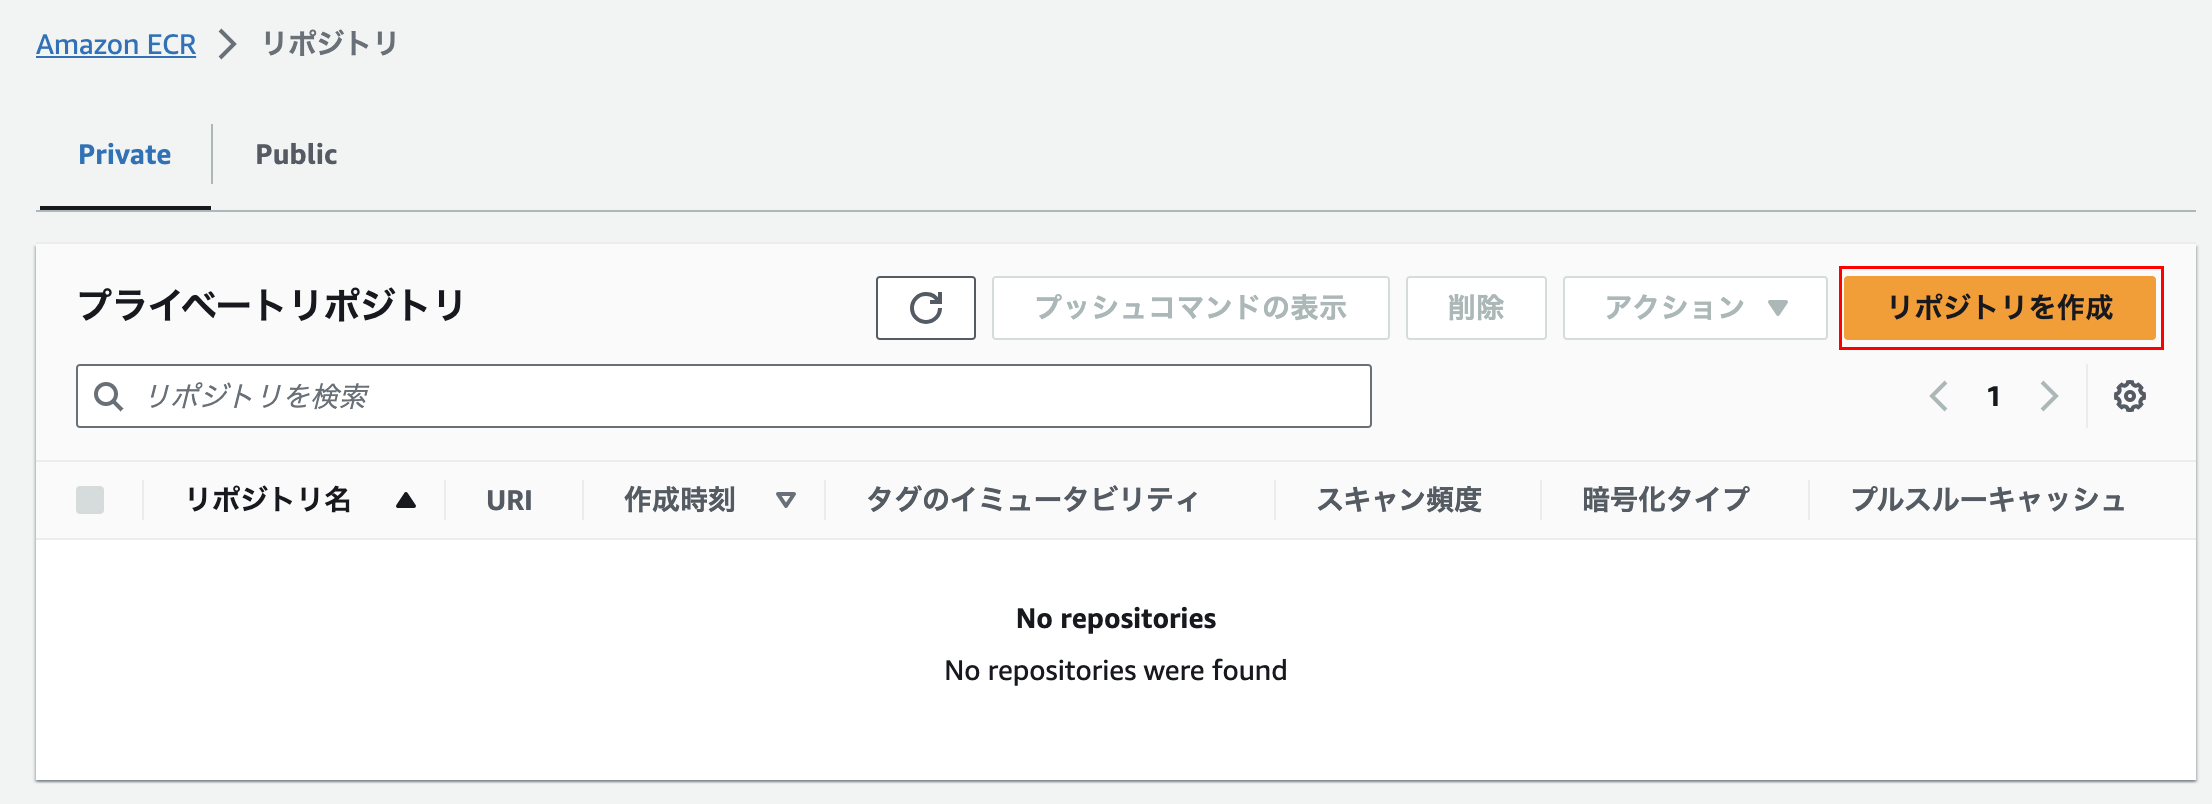 Amazon ECR > リポジトリ
Private Public
プライベートリポジトリ プッシュコマンドの表示 削除 アクション ▼ リポジトリを作成
リポジトリを検索 < 1 >
リポジトリ名 ▲ URI 作成時刻 ▽ タグのイミュータビリティ スキャン頻度 暗号化タイプ プルスルーキャッシュ
No repositories
No repositories were found